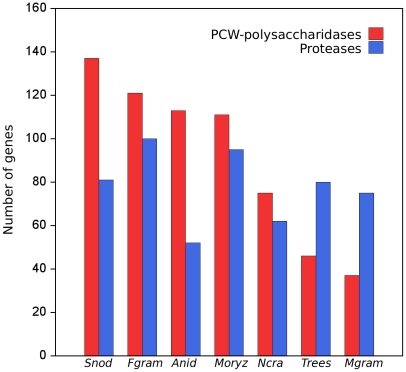 160
140
120
100
80
60
40
20
0
Number of genes
PCW-polysaccharidases
Proteases
Snod Fgram Anid Moryz Ncra Trees Mgram